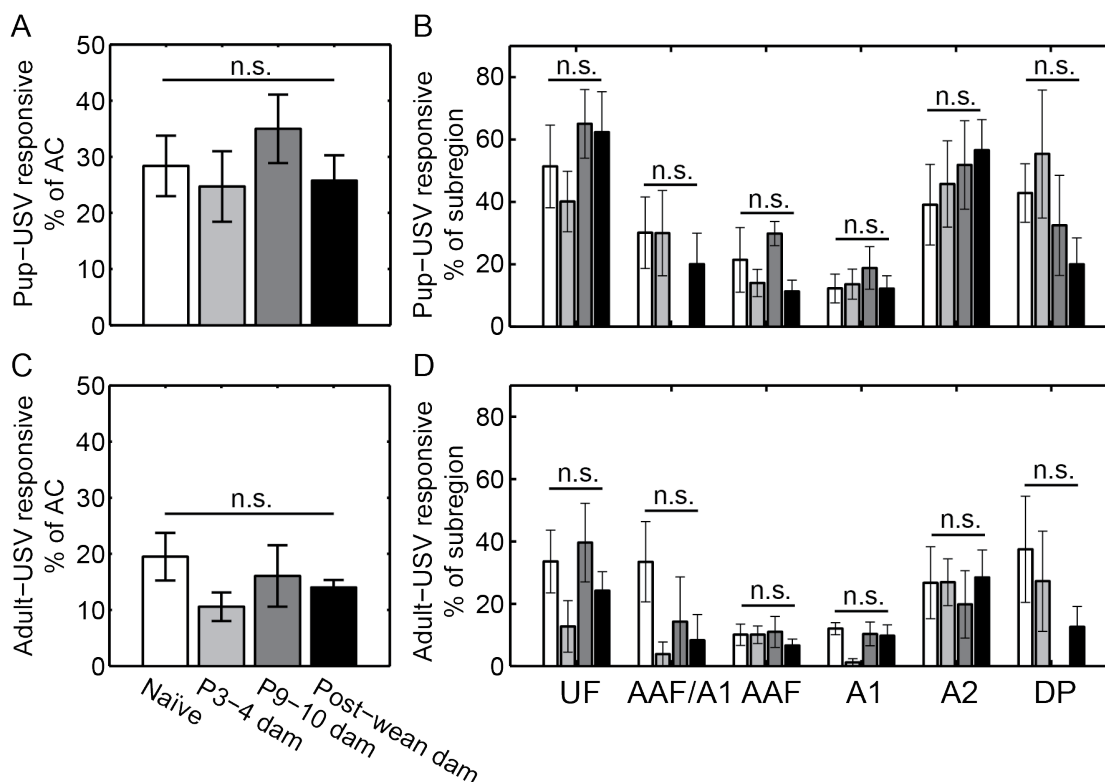 A
Pup−USV responsive
% of AC
50
40
30
20
10
0
n.s.
B
Pup−USV responsive
% of subregion
80
60
40
20
0
n.s.
n.s.
n.s.
n.s.
n.s.
n.s.
C
Adult−USV responsive
% of AC
50
40
30
20
10
0
n.s.
Naïve
P3−4 dam
P9−10 dam
Post−wean dam
D
Adult−USV responsive
% of subregion
80
60
40
20
0
n.s.
n.s.
n.s.
n.s.
n.s.
n.s.
UF AAF/A1 AAF A1 A2 DP